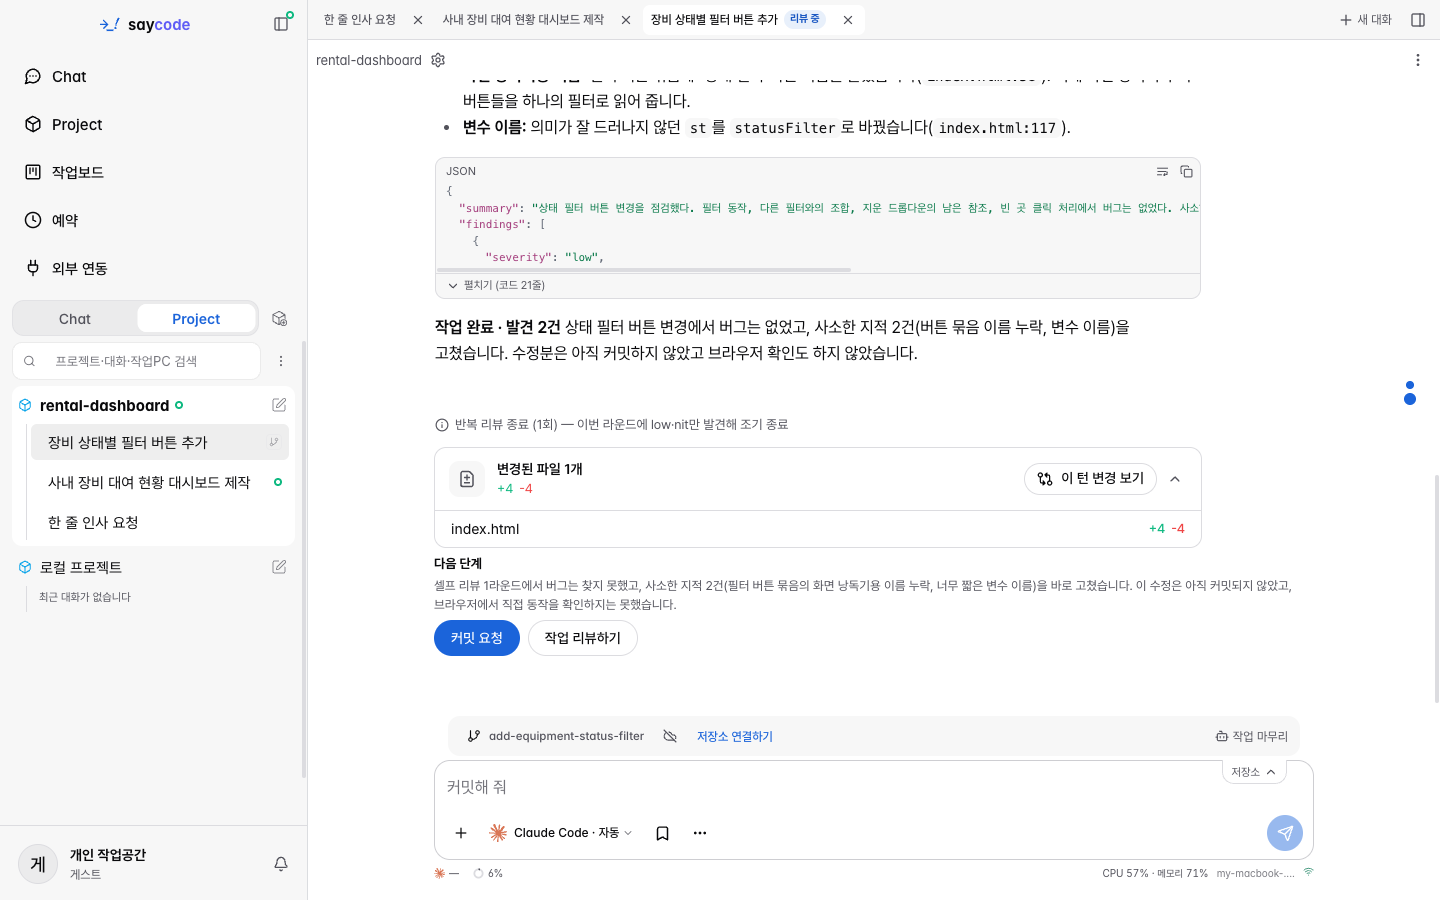 saycode
Chat
Project
작업보드
예약
외부 연동
Chat
Project
프로젝트·대화·작업PC 검색
rental-dashboard
장비 상태별 필터 버튼 추가
사내 장비 대여 현황 대시보드 제작
한 줄 인사 요청
로컬 프로젝트
최근 대화가 없습니다
게
개인 작업공간
게스트
한 줄 인사 요청
사내 장비 대여 현황 대시보드 제작
장비 상태별 필터 버튼 추가 리뷰 중
새 대화
rental-dashboard
버튼들을 하나의 필터로 읽어 줍니다.
변수 이름: 의미가 잘 드러나지 않던 st 를 statusFilter 로 바꿨습니다( index.html:117 ).
JSON
{
"summary": "상태 필터 버튼 변경을 점검했다. 필터 동작, 다른 필터와의 조합, 지운 드롭다운의 남은 참조, 빈 곳 클릭 처리에서 버그는 없었다. 사소
"findings": [
{
"severity": "low",
펼치기 (코드 21줄)
작업 완료 · 발견 2건 상태 필터 버튼 변경에서 버그는 없었고, 사소한 지적 2건(버튼 묶음 이름 누락, 변수 이름)을
고쳤습니다. 수정분은 아직 커밋하지 않았고 브라우저 확인도 하지 않았습니다.
반복 리뷰 종료 (1회) — 이번 라운드에 low·nit만 발견해 조기 종료
변경된 파일 1개
+4 -4
이 턴 변경 보기
index.html
+4 -4
다음 단계
셀프 리뷰 1라운드에서 버그는 찾지 못했고, 사소한 지적 2건(필터 버튼 묶음의 화면 낭독기용 이름 누락, 너무 짧은 변수 이름)을 바로 고쳤습니다. 이 수정은 아직 커밋되지 않았고,
브라우저에서 직접 동작을 확인하지는 못했습니다.
커밋 요청
작업 리뷰하기
add-equipment-status-filter
저장소 연결하기
작업 마무리
저장소
커밋해 줘
Claude Code · 자동
—
6%
CPU 57% · 메모리 71%
my-macbook-....